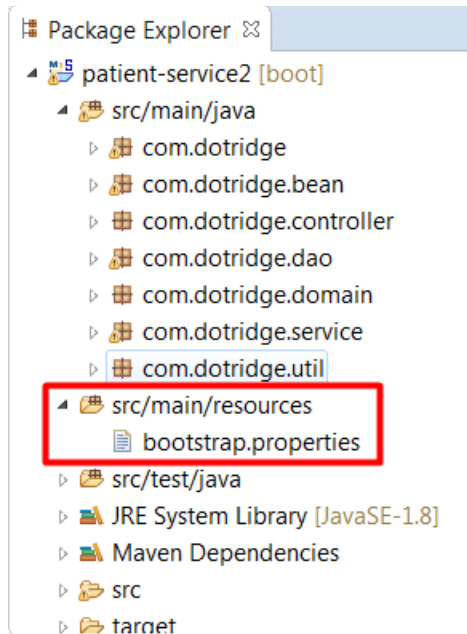 Package Explorer
patient-service2 [boot]
src/main/java
com.dotridge
com.dotridge.bean
com.dotridge.controller
com.dotridge.dao
com.dotridge.domain
com.dotridge.service
com.dotridge.util
src/main/resources
bootstrap.properties
src/test/java
JRE System Library [JavaSE-1.8]
Maven Dependencies
src
target